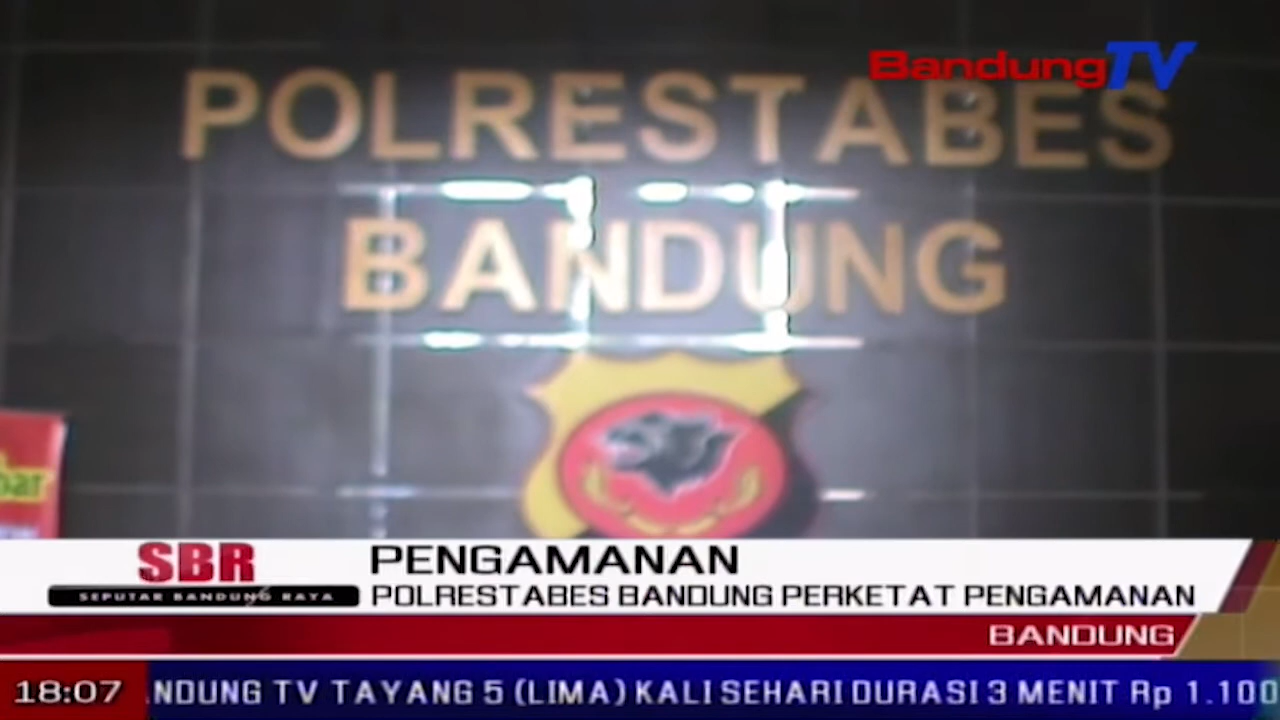 BandungTV
POLRESTABES
BANDUNG
SBR
SEPUTAR BANDUNG RAYA
PENGAMANAN
POLRESTABES BANDUNG PERKETAT PENGAMANAN
BANDUNG
18:07
NDUNG TV TAYANG 5 (LIMA) KALI SEHARI DURASI 3 MENIT Rp 1.100